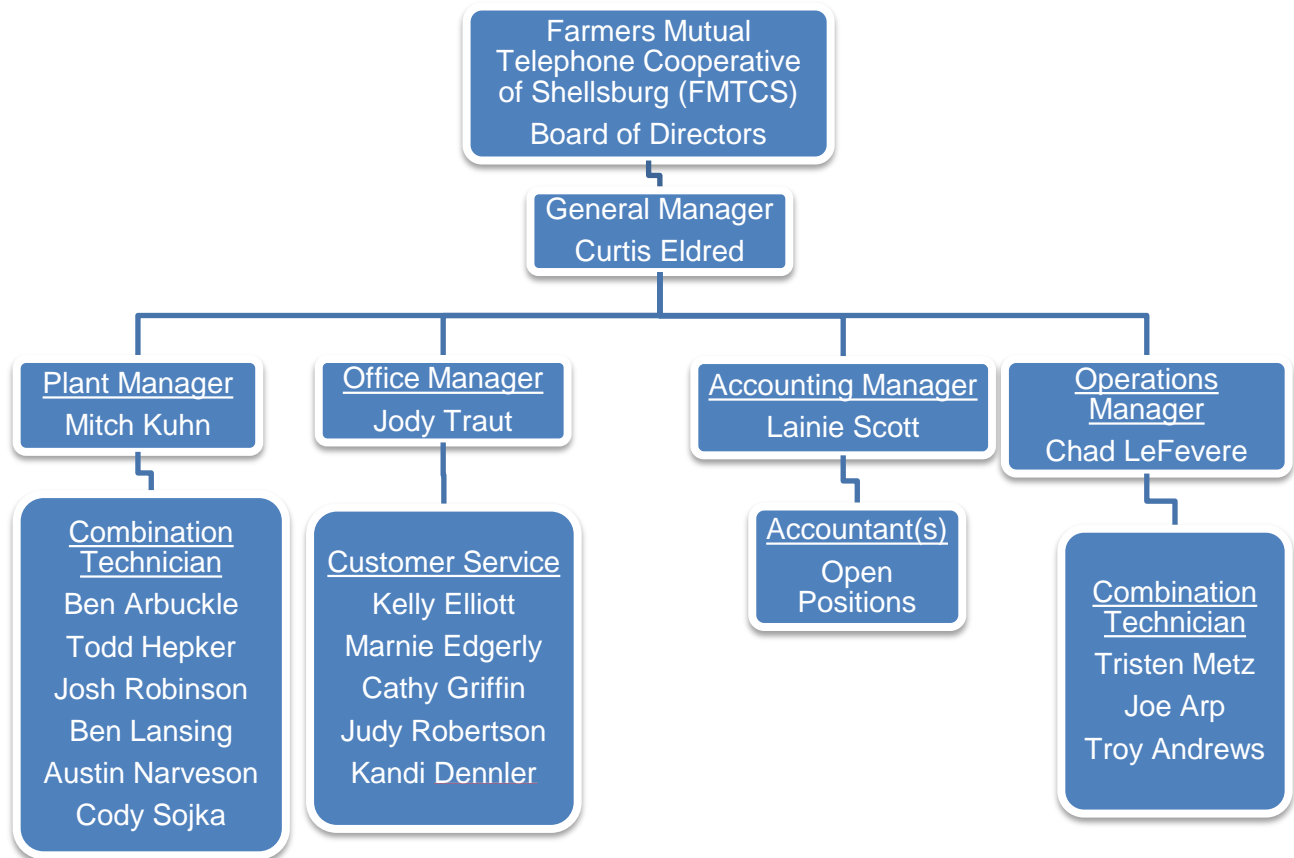 Farmers Mutual
Telephone Cooperative
of Shellsburg (FMTCS)
Board of Directors
General Manager
Curtis Eldred
Plant Manager
Mitch Kuhn
Office Manager
Jody Traut
Accounting Manager
Lainie Scott
Operations
Manager
Chad LeFevere
Combination
Technician
Ben Arbuckle
Todd Hepker
Josh Robinson
Ben Lansing
Austin Narveson
Cody Sojka
Customer Service
Kelly Elliott
Marnie Edgerly
Cathy Griffin
Judy Robertson
Kandi Dennler
Accountant(s)
Open
Positions
Combination
Technician
Tristen Metz
Joe Arp
Troy Andrews